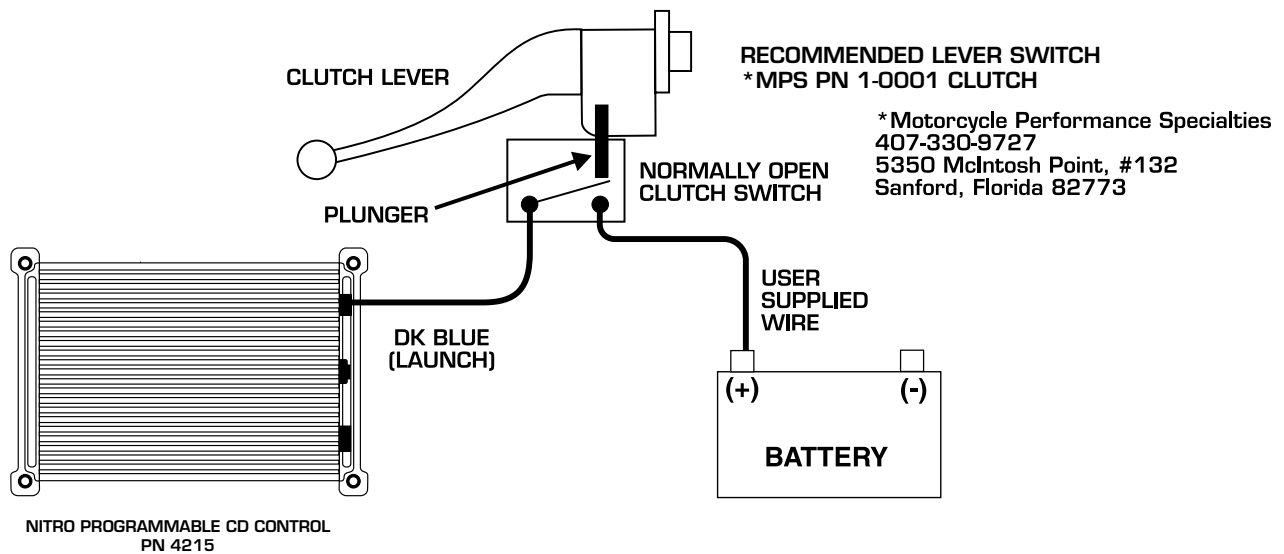 CLUTCH LEVER
RECOMMENDED LEVER SWITCH
*MPS PN 1-0001 CLUTCH
*Motorcycle Performance Specialties
407-330-9727
5350 McIntosh Point, #132
Sanford, Florida 82773
NORMALLY OPEN
CLUTCH SWITCH
PLUNGER
USER
SUPPLIED
WIRE
DK BLUE
(LAUNCH)
(+)
(-)
BATTERY
NITRO PROGRAMMABLE CD CONTROL
PN 4215